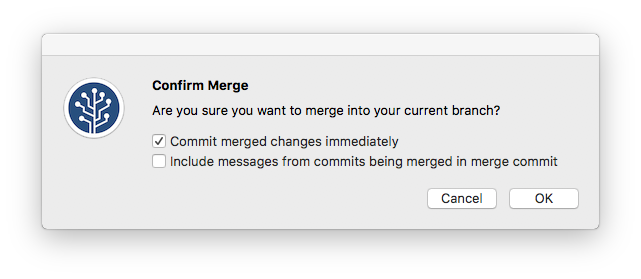 Confirm Merge
Are you sure you want to merge into your current branch?
Commit merged changes immediately
Include messages from commits being merged in merge commit
Cancel
OK